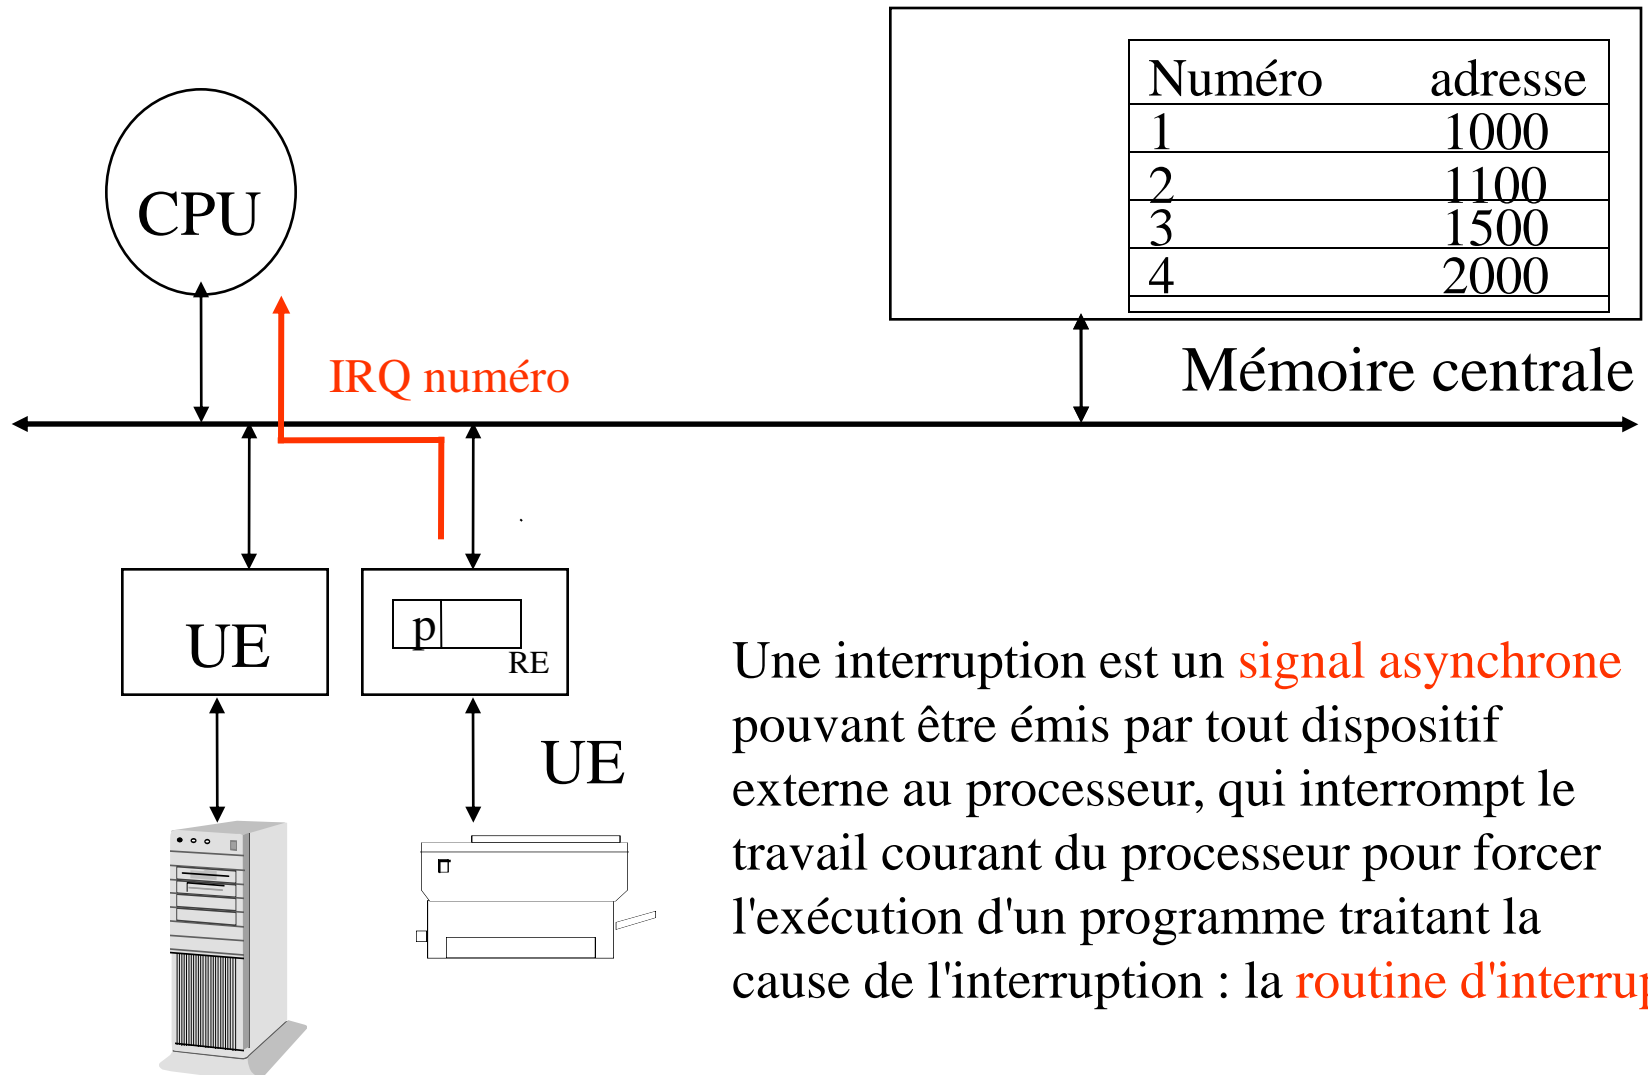 Numéro adresse
1 1000
2 1100
3 1500
4 2000
CPU
IRQ numéro
Mémoire centrale
UE
p
RE
UE
Une interruption est un signal asynchrone
pouvant être émis par tout dispositif
externe au processeur, qui interrompt le
travail courant du processeur pour forcer
l'exécution d'un programme traitant la
cause de l'interruption : la routine